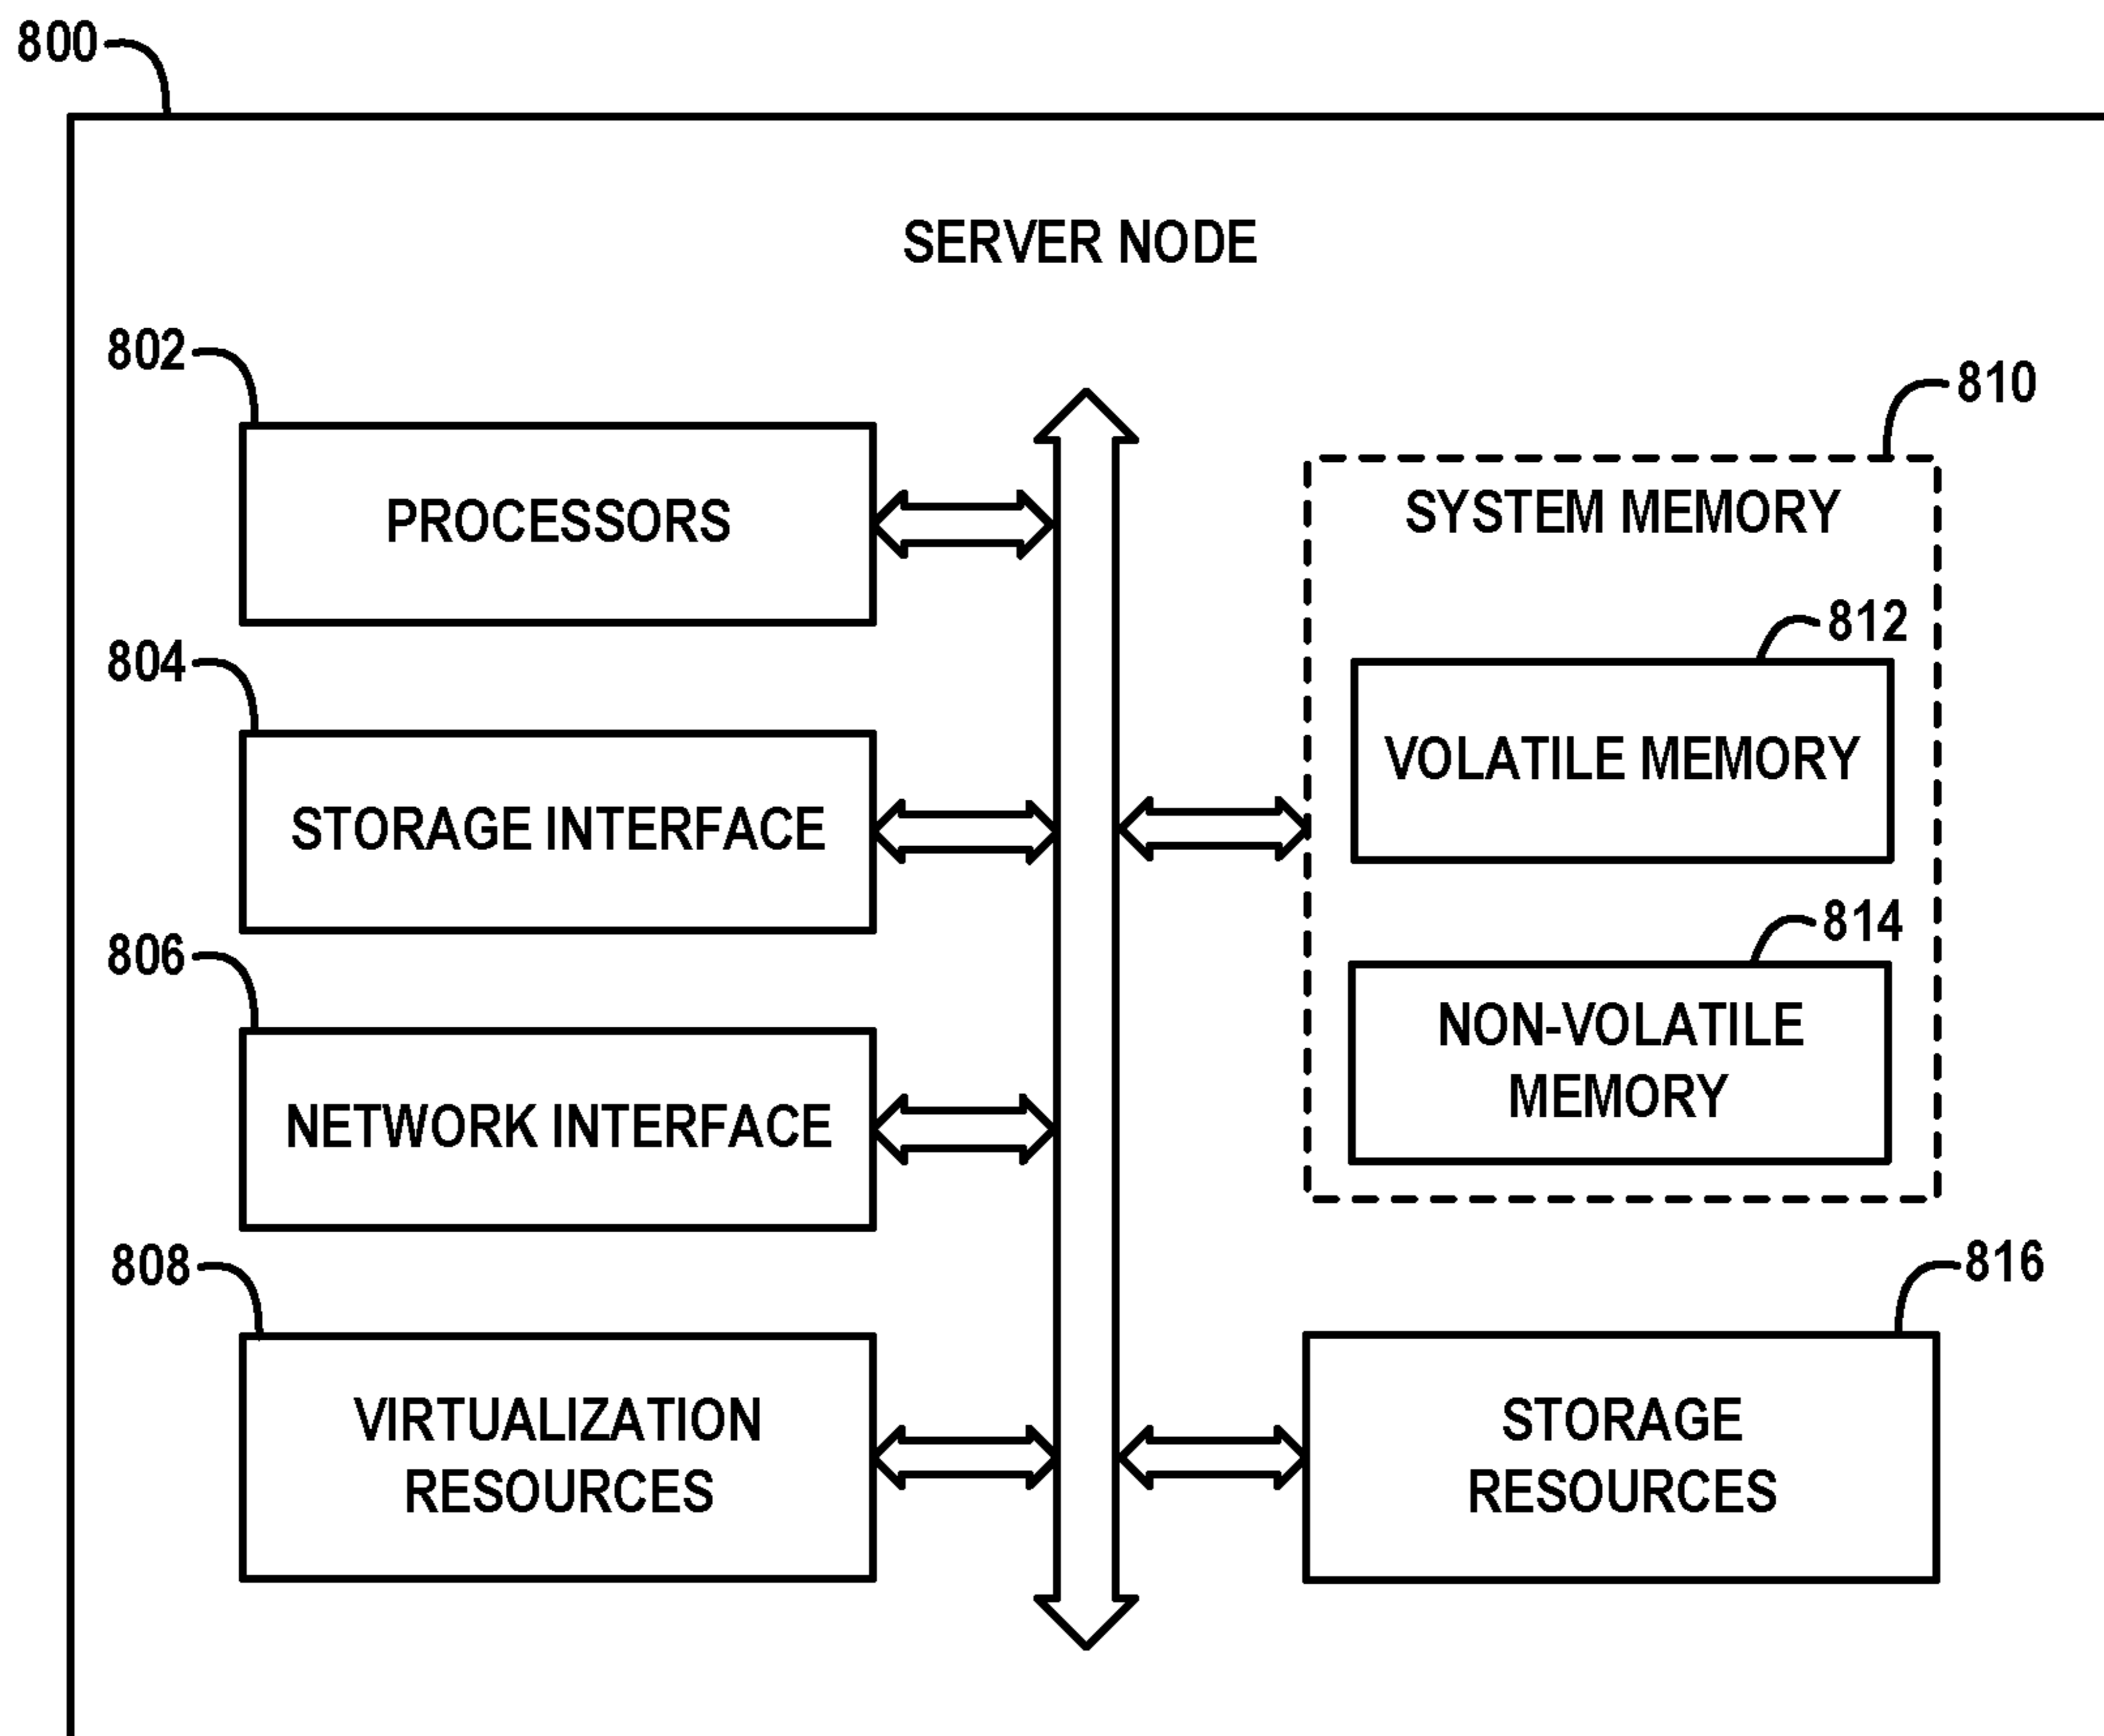 800
SERVER NODE
802
PROCESSORS
804
STORAGE INTERFACE
806
NETWORK INTERFACE
808
VIRTUALIZATION
RESOURCES
810
SYSTEM MEMORY
812
VOLATILE MEMORY
814
NON-VOLATILE
MEMORY
816
STORAGE
RESOURCES